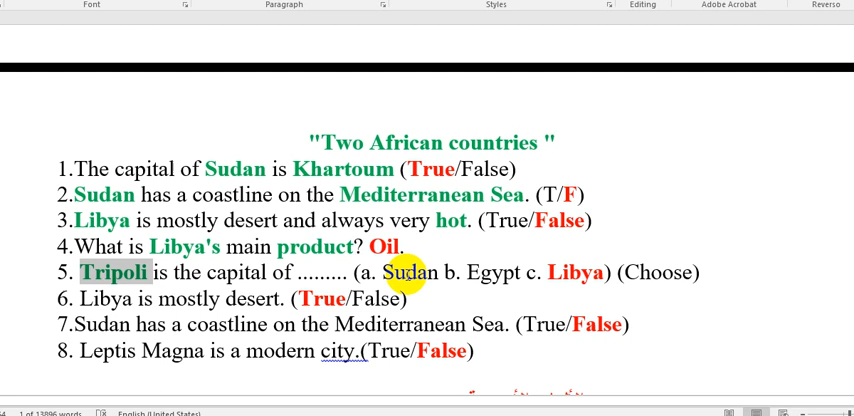 Font Paragraph Styles Editing Adobe Acrobat Reverso
"Two African countries "
1.The capital of Sudan is Khartoum (True/False)
2.Sudan has a coastline on the Mediterranean Sea. (T/F)
3.Libya is mostly desert and always very hot. (True/False)
4.What is Libya's main product? Oil.
5. Tripoli is the capital of ......... (a. Sudan b. Egypt c. Libya) (Choose)
6. Libya is mostly desert. (True/False)
7.Sudan has a coastline on the Mediterranean Sea. (True/False)
8. Leptis Magna is a modern city.(True/False)
1 of 13896 words English (United States)